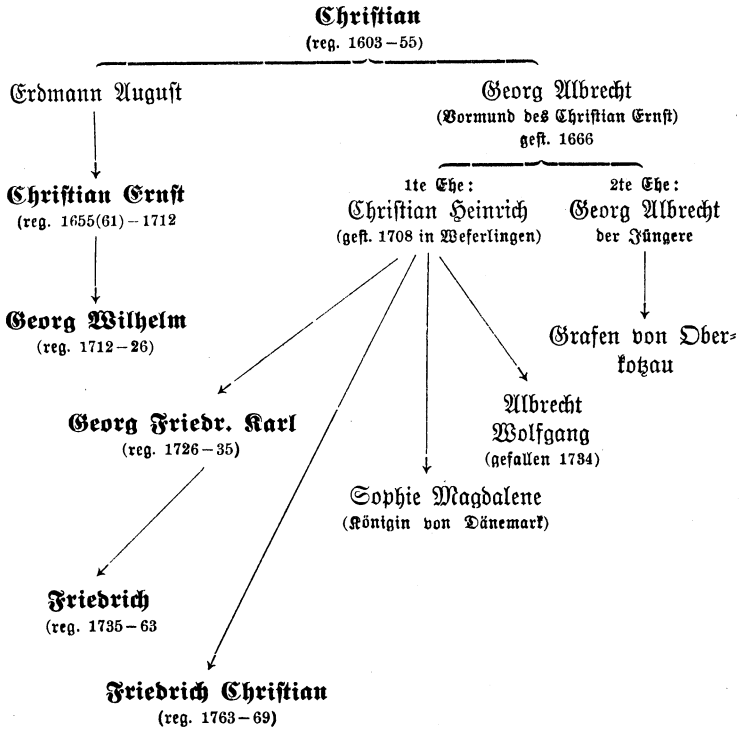 Christian
(reg. 1603–55)
Erdmann August
Georg Albrecht
(Vormund des Christian Ernst)
gest. 1666
Christian Ernst
(reg. 1655(61)–1712
1te Ehe:
Christian Heinrich
(gest. 1708 in Weferlingen)
2te Ehe:
Georg Albrecht
der Jüngere
Georg Wilhelm
(reg. 1712–26)
Grafen von Ober-
kotzau
Georg Friedr. Karl
(reg. 1726–35)
Albrecht
Wolfgang
(gefallen 1734)
Sophie Magdalene
(Königin von Dänemark)
Friedrich
(reg. 1735–63
Friedrich Christian
(reg. 1763–69)